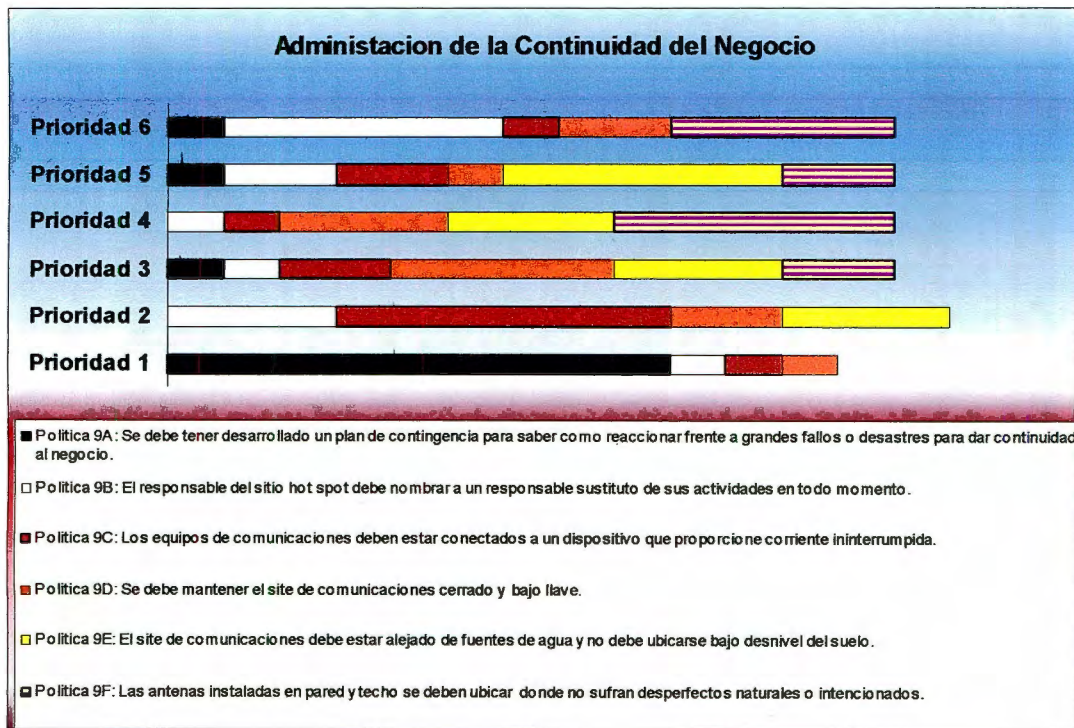 Administacion de la Continuidad del Negocio
Prioridad 6
Prioridad 5
Prioridad 4
Prioridad 3
Prioridad 2
Prioridad 1
Politica 9A: Se debe tener desarrollado un plan de contingencia para saber como reaccionar frente a grandes fallos o desastres para dar continuidad
al negocio.
Politica 9B: El responsable del sitio hot spot debe nombrar a un responsable sustituto de sus actividades en todo momento.
Politica 9C: Los equipos de comunicaciones deben estar conectados a un dispositivo que proporcione corriente ininterrumpida.
Politica 9D: Se debe mantener el site de comunicaciones cerrado y bajo llave.
Politica 9E: El site de comunicaciones debe estar alejado de fuentes de agua y no debe ubicarse bajo desnivel del suelo.
Politica 9F: Las antenas instaladas en pared y techo se deben ubicar donde no sufran desperfectos naturales o intencionados.